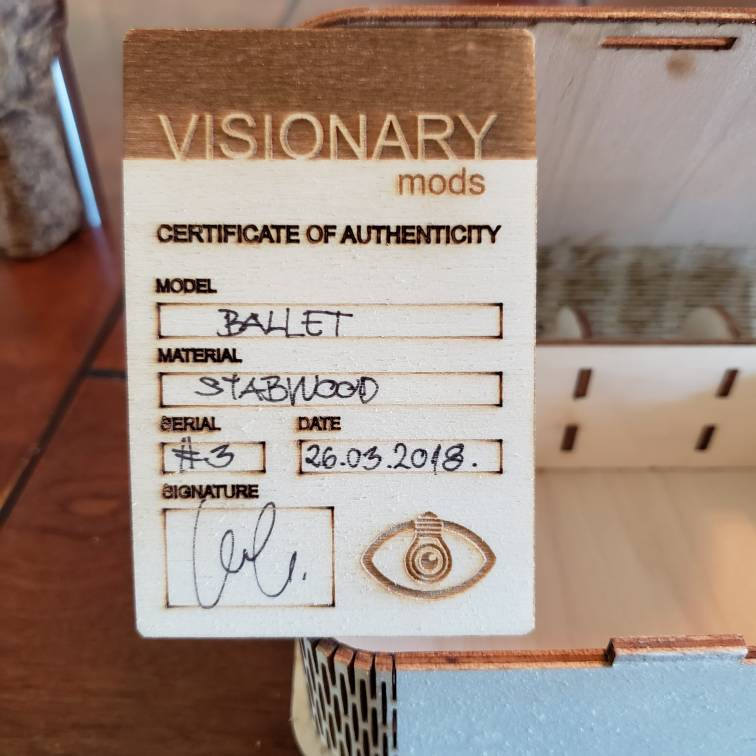 VISIONARY
mods
CERTIFICATE OF AUTHENTICITY
MODEL
BALLET
MATERIAL
STABWOOD
SERIAL DATE
#3 26.03.2018.
SIGNATURE